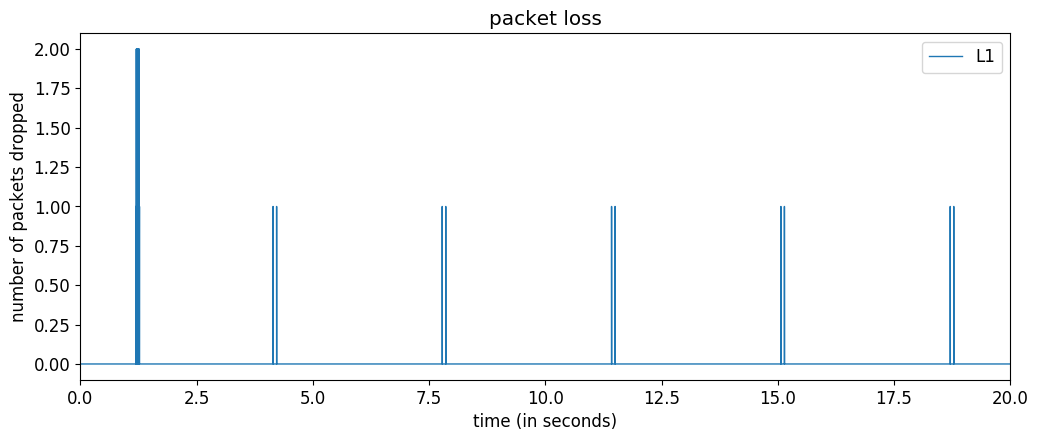 packet loss
L1
number of packets dropped
2.00
1.75
1.50
1.25
1.00
0.75
0.50
0.25
0.00
0.0 2.5 5.0 7.5 10.0 12.5 15.0 17.5 20.0
time (in seconds)